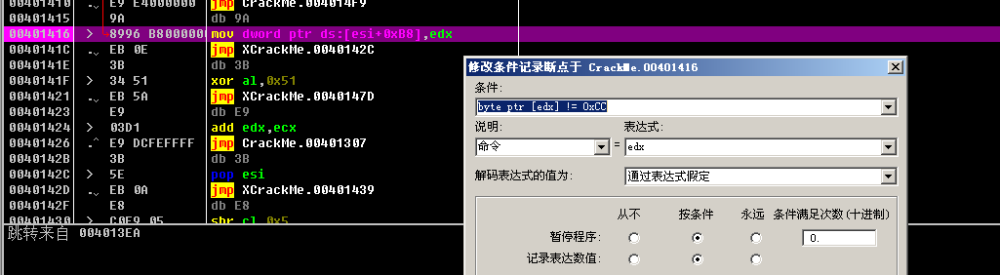 00401410 . E9 E4000000 jmp CrackMe.004014F9
00401415 9A db 9A
00401416 > 8996 B8000000 mov dword ptr ds:[esi+0xB8],edx
0040141C .. EB 0E jmp XCrackMe.0040142C
0040141E 3B db 3B
0040141F > 34 51 xor al,0x51
00401421 .. EB 5A jmp XCrackMe.0040147D
00401423 E9 db E9
00401424 > 03D1 add edx,ecx
00401426 .^ E9 DCFEFFFF jmp CrackMe.00401307
0040142B 3B db 3B
0040142C > 5E pop esi
0040142D .. EB 0A jmp XCrackMe.00401439
0040142F E8 db E8
00401430 > C0E9 05 shr cl,0x5
跳转来自 004013EA
修改条件记录断点于 CrackMe.00401416
条件:
byte ptr [edx] != 0xCC
说明: 表达式:
命令 = edx
解码表达式的值为: 通过表达式假定
从不 按条件 永远 条件满足次数(十进制)
暂停程序: 0.
记录表达数值: